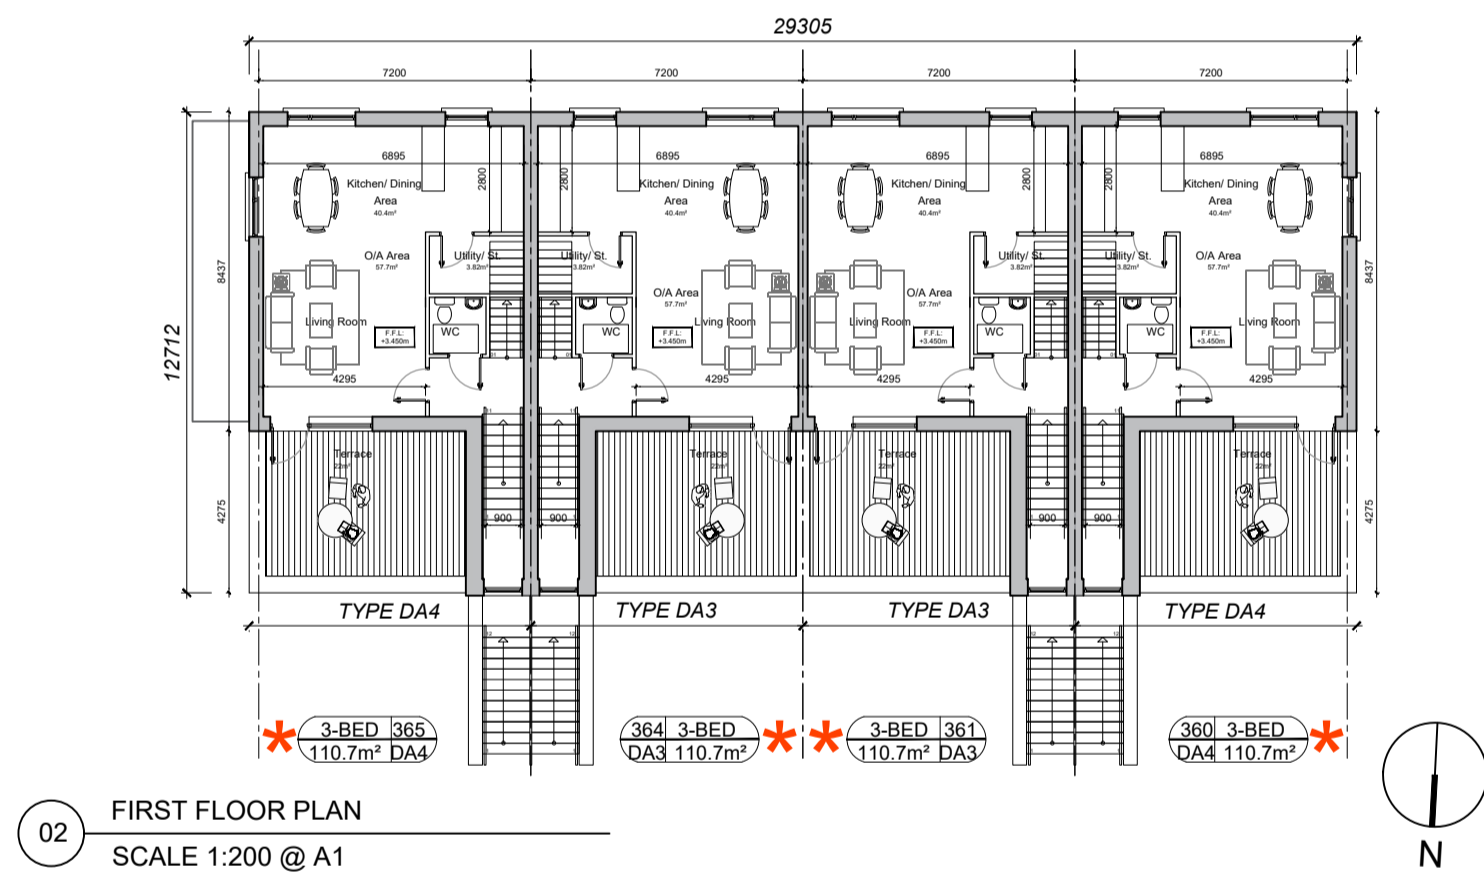 29305
7200 7200 7200 7200
6895 6895 6895 6895
2800 2800 2800 2800
Kitchen/ Dining Kitchen/ Dining Kitchen/ Dining Kitchen/ Dining
Area Area Area Area
40.4m² 40.4m² 40.4m² 40.4m²
O/A Area Utility/ St. Utility/ St. Utility/ St. Utility/ St. O/A Area
57.7m² 3.82m² 3.82m² 3.82m² 3.82m² 57.7m²
8437 8437
O/A Area O/A Area
57.7m² 57.7m²
12712
Living Room WC WC Living Room Living Room WC WC Living Room
F.F.L: F.F.L: F.F.L: F.F.L:
+3.450m +3.450m +3.450m +3.450m
4295 4295 4295 4295
Terrace Terrace Terrace Terrace
22m² 22m² 22m² 22m²
4275 900 900 900 900 4275
TYPE DA4 TYPE DA3 TYPE DA3 TYPE DA4
3-BED 365 364 3-BED 3-BED 361 360 3-BED
110.7m² DA4 DA3 110.7m² 110.7m² DA3 DA4 110.7m²
02
FIRST FLOOR PLAN
SCALE 1:200 @ A1
N